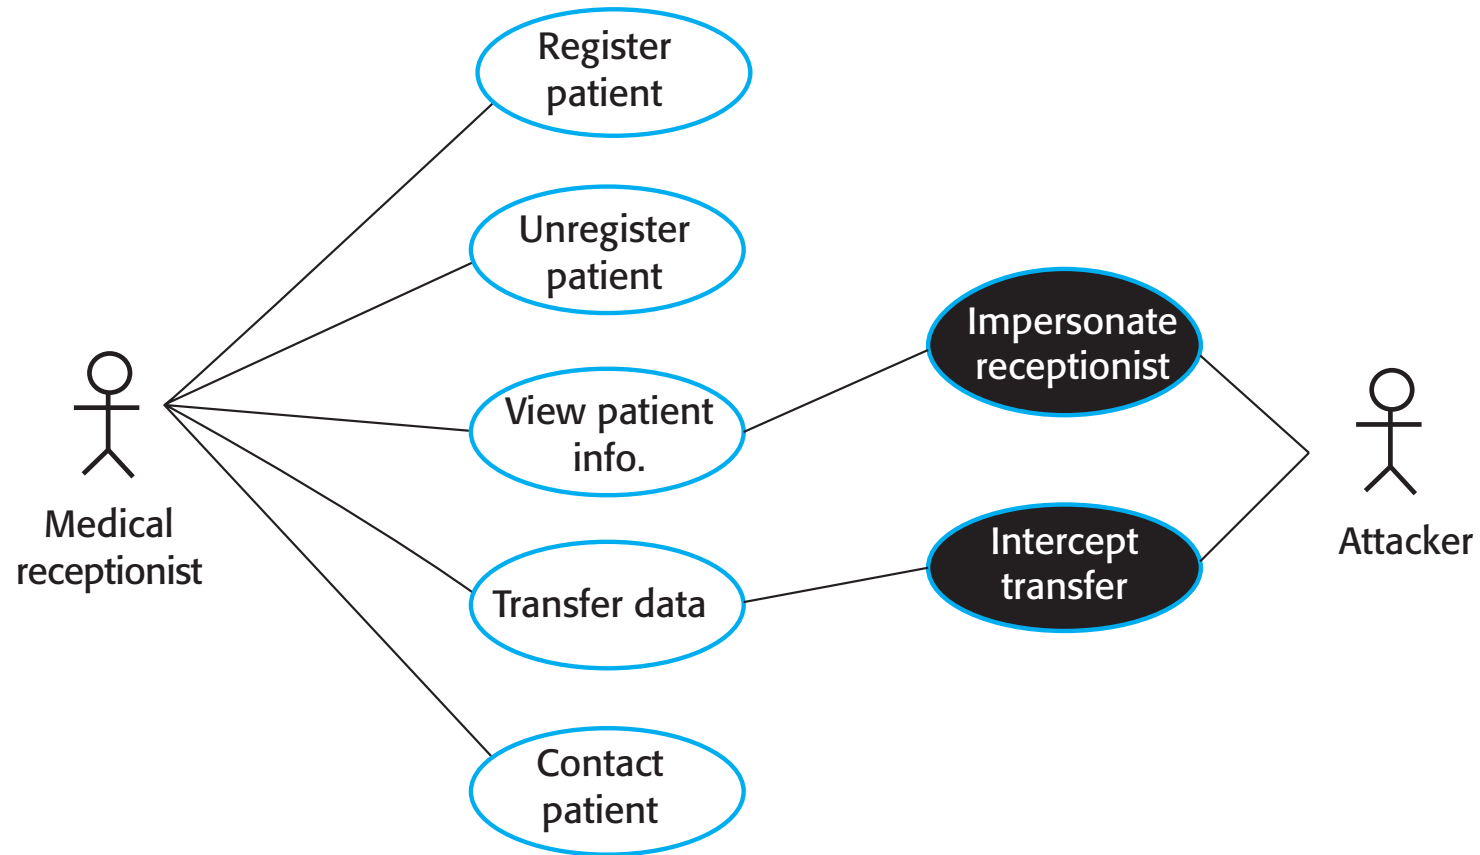 Register
patient
Unregister
patient
View patient
info.
Transfer data
Contact
patient
Impersonate
receptionist
Intercept
transfer
Medical
receptionist
Attacker